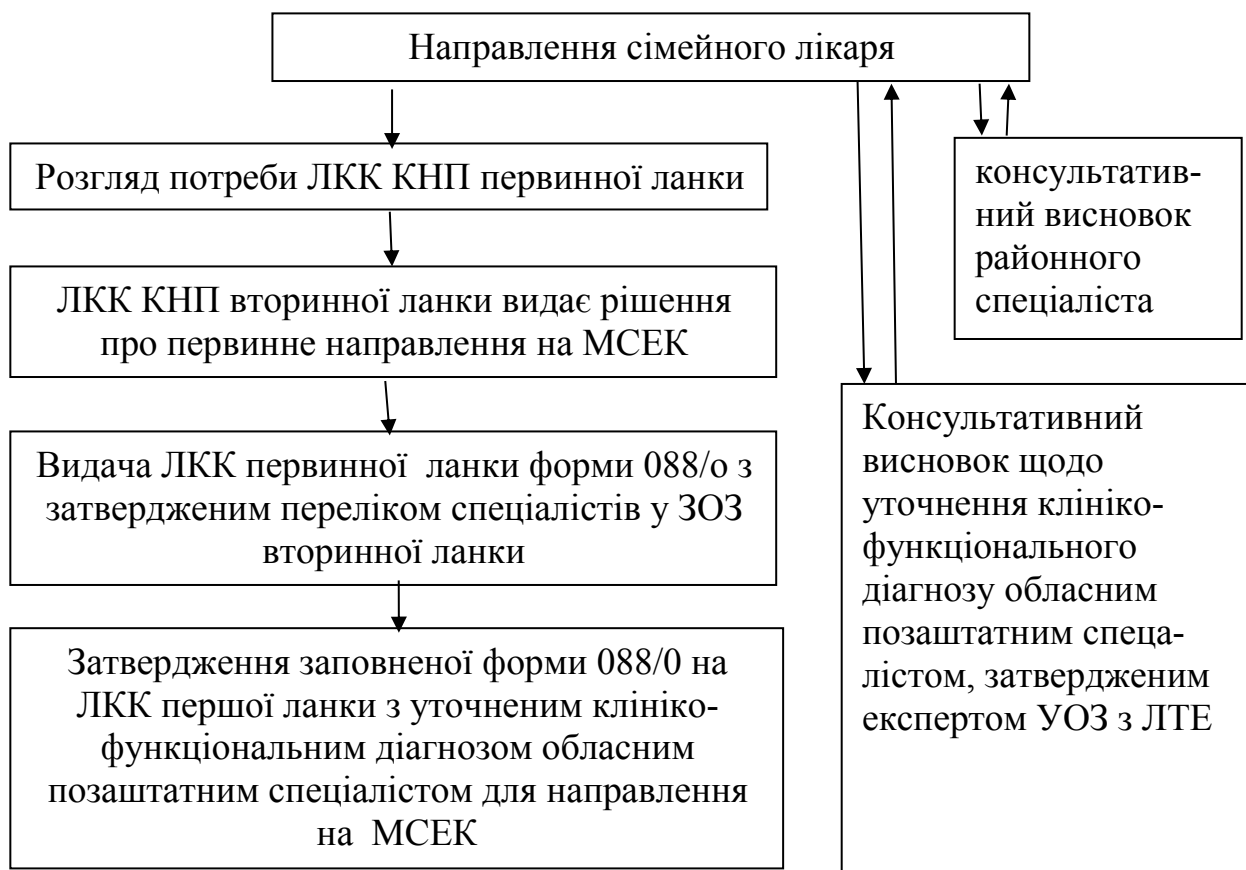 Направлення сімейного лікаря
Розгляд потреби ЛКК КНП первинної ланки
ЛКК КНП вторинної ланки видає рішення
про первинне направлення на МСЕК
Видача ЛКК первинної ланки форми 088/о з
затвердженим переліком спеціалістів у ЗОЗ
вторинної ланки
Затвердження заповненої форми 088/0 на
ЛКК першої ланки з уточненим клініко-
функціональним діагнозом обласним
позаштатним спеціалістом для направлення
на МСЕК
консультатив-
ний висновок
районного
спеціаліста
Консультативний
висновок щодо
уточнення клініко-
функціонального
діагнозу обласним
позаштатним спеца-
лістом, затвердженим
експертом УОЗ з ЛТЕ